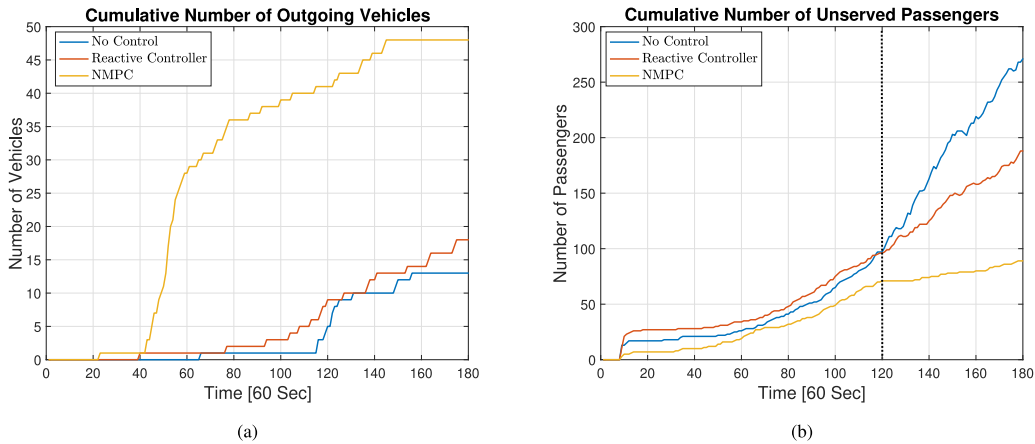 Cumulative Number of Outgoing Vehicles
No Control
Reactive Controller
NMPC
Number of Vehicles
50
45
40
35
30
25
20
15
10
5
0
0 20 40 60 80 100 120 140 160 180
Time [60 Sec]
(a)
Cumulative Number of Unserved Passengers
No Control
Reactive Controller
NMPC
Number of Passengers
300
250
200
150
100
50
0
0 20 40 60 80 100 120 140 160 180
Time [60 Sec]
(b)